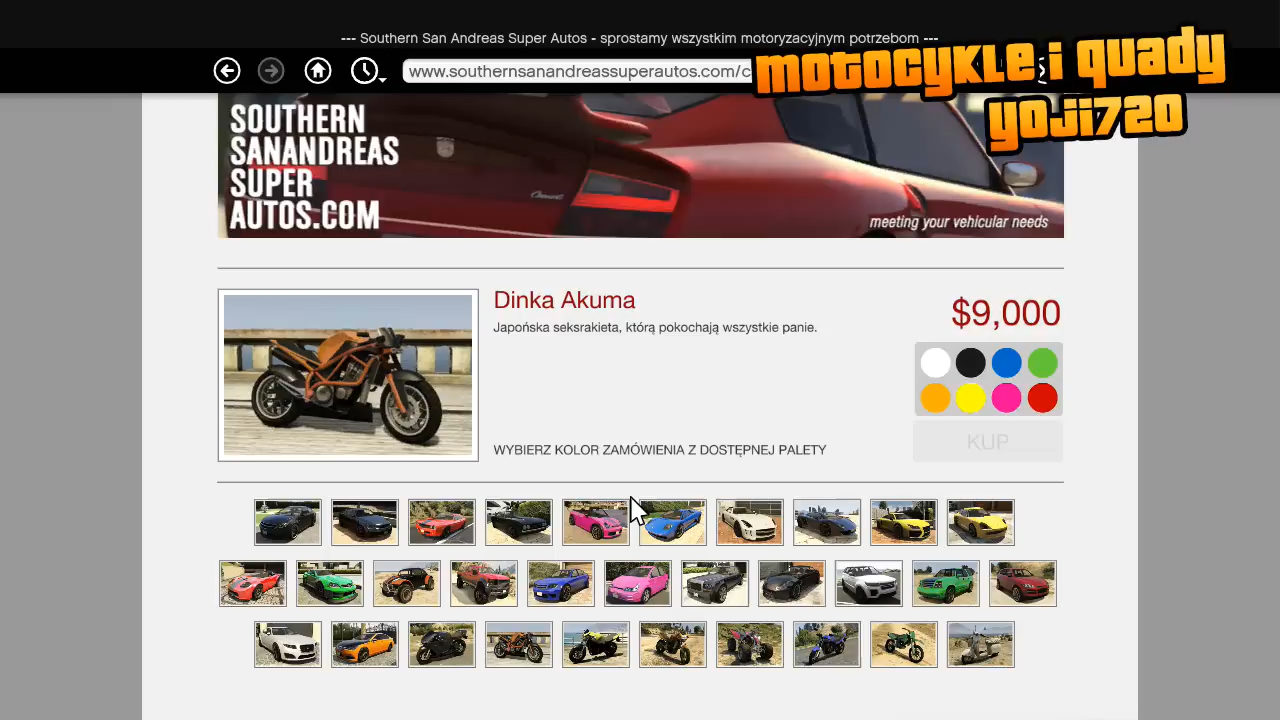 --- Southern San Andreas Super Autos - sprostamy wszystkim motoryzacyjnym potrzebom ---
www.southernsanandreassuperautos.com/c
MOTOCYKLE i QUADY
YOJI720
SOUTHERN
SANANDREAS
SUPER
AUTOS.COM
meeting your vehicular needs
Dinka Akuma
$9,000
Japońska seksrakieta, którą pokochają wszystkie panie.
WYBIERZ KOLOR ZAMÓWIENIA Z DOSTĘPNEJ PALETY
KUP